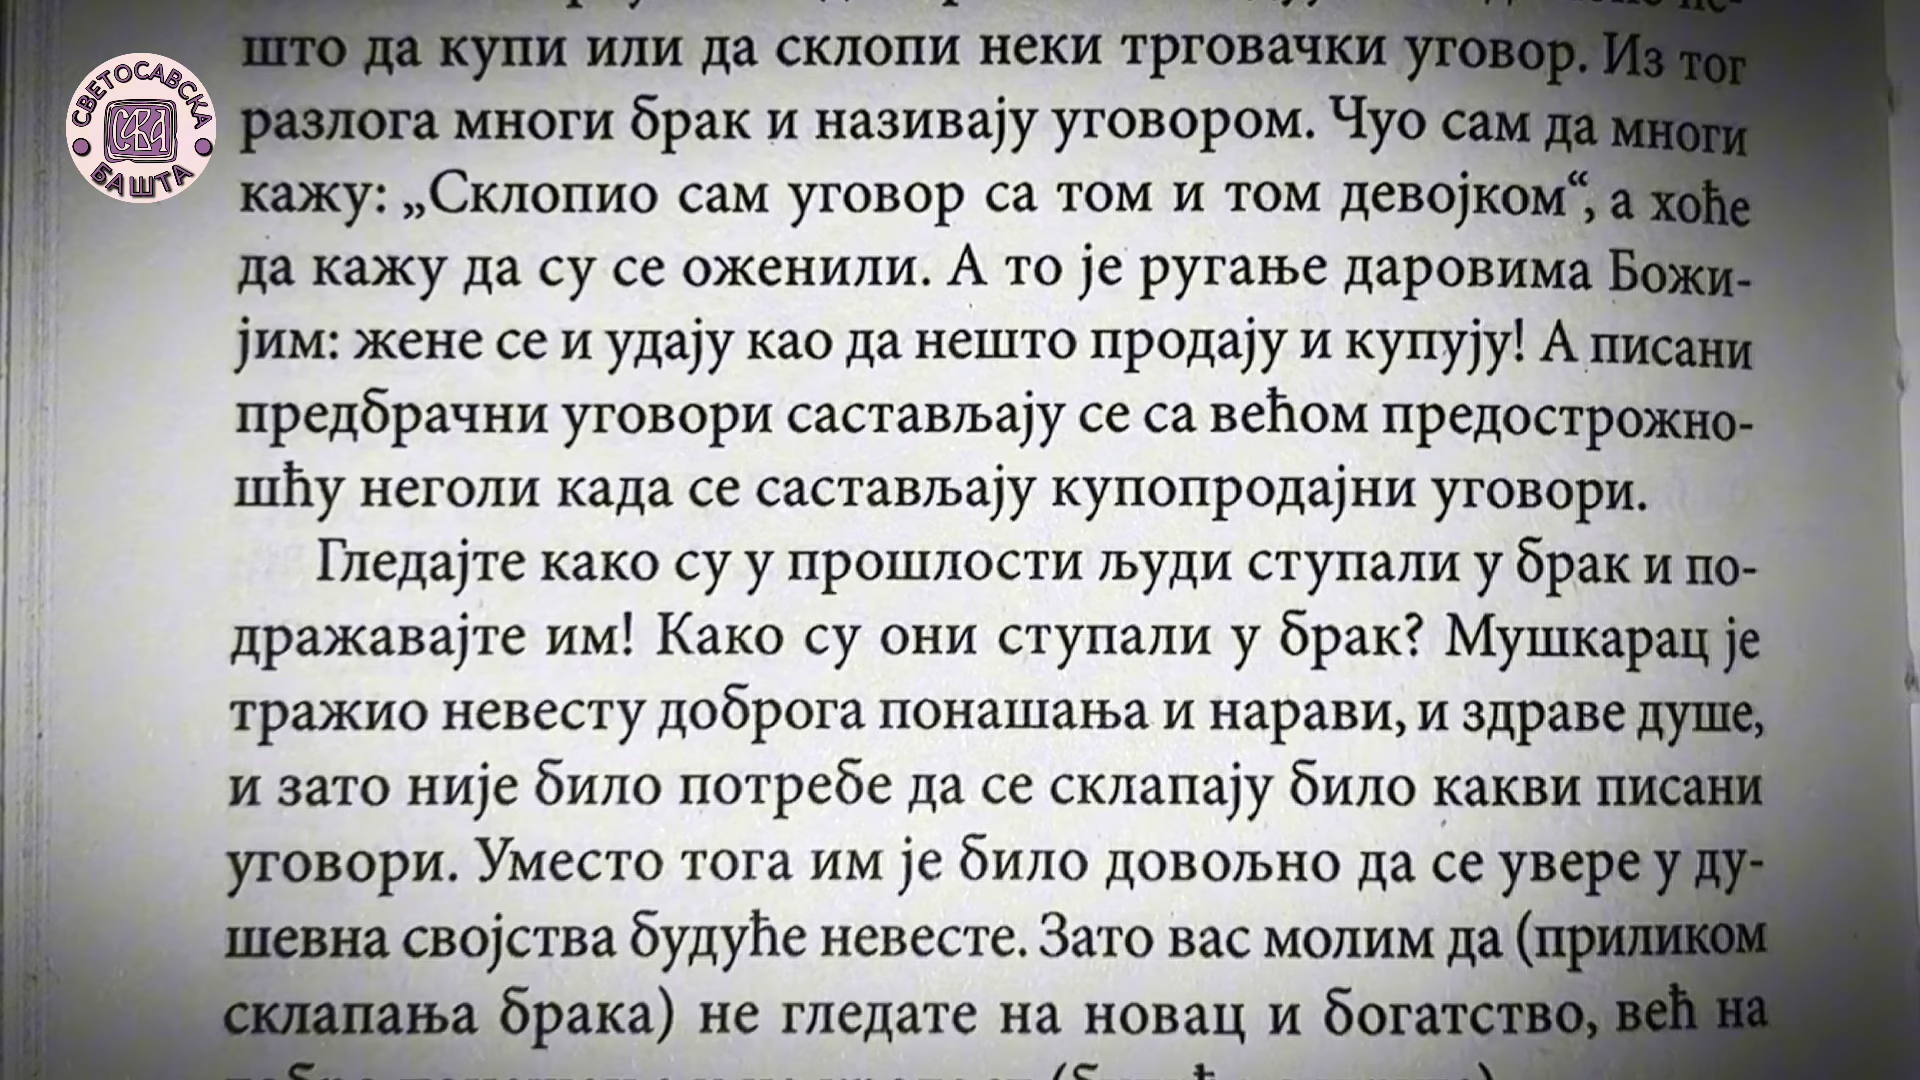 СВЕТОСАВСКА
БАШТА
што да купи или да склопи неки трговачки уговор. Из тог
разлога многи брак и називају уговором. Чуо сам да многи
кажу: „Склопио сам уговор са том и том девојком“, а хоће
да кажу да су се оженили. А то је ругање даровима Божи-
јим: жене се и удају као да нешто продају и купују! А писани
предбрачни уговори састављају се са већом предострожно-
шћу неголи када се састављају купопродајни уговори.
Гледајте како су у прошлости људи ступали у брак и по-
дражавајте им! Како су они ступали у брак? Мушкарац је
тражио невесту доброга понашања и нарави, и здраве душе,
и зато није било потребе да се склапају било какви писани
уговори. Уместо тога им је било довољно да се увере у ду-
шевна својства будуће невесте. Зато вас молим да (приликом
склапања брака) не гледате на новац и богатство, већ на